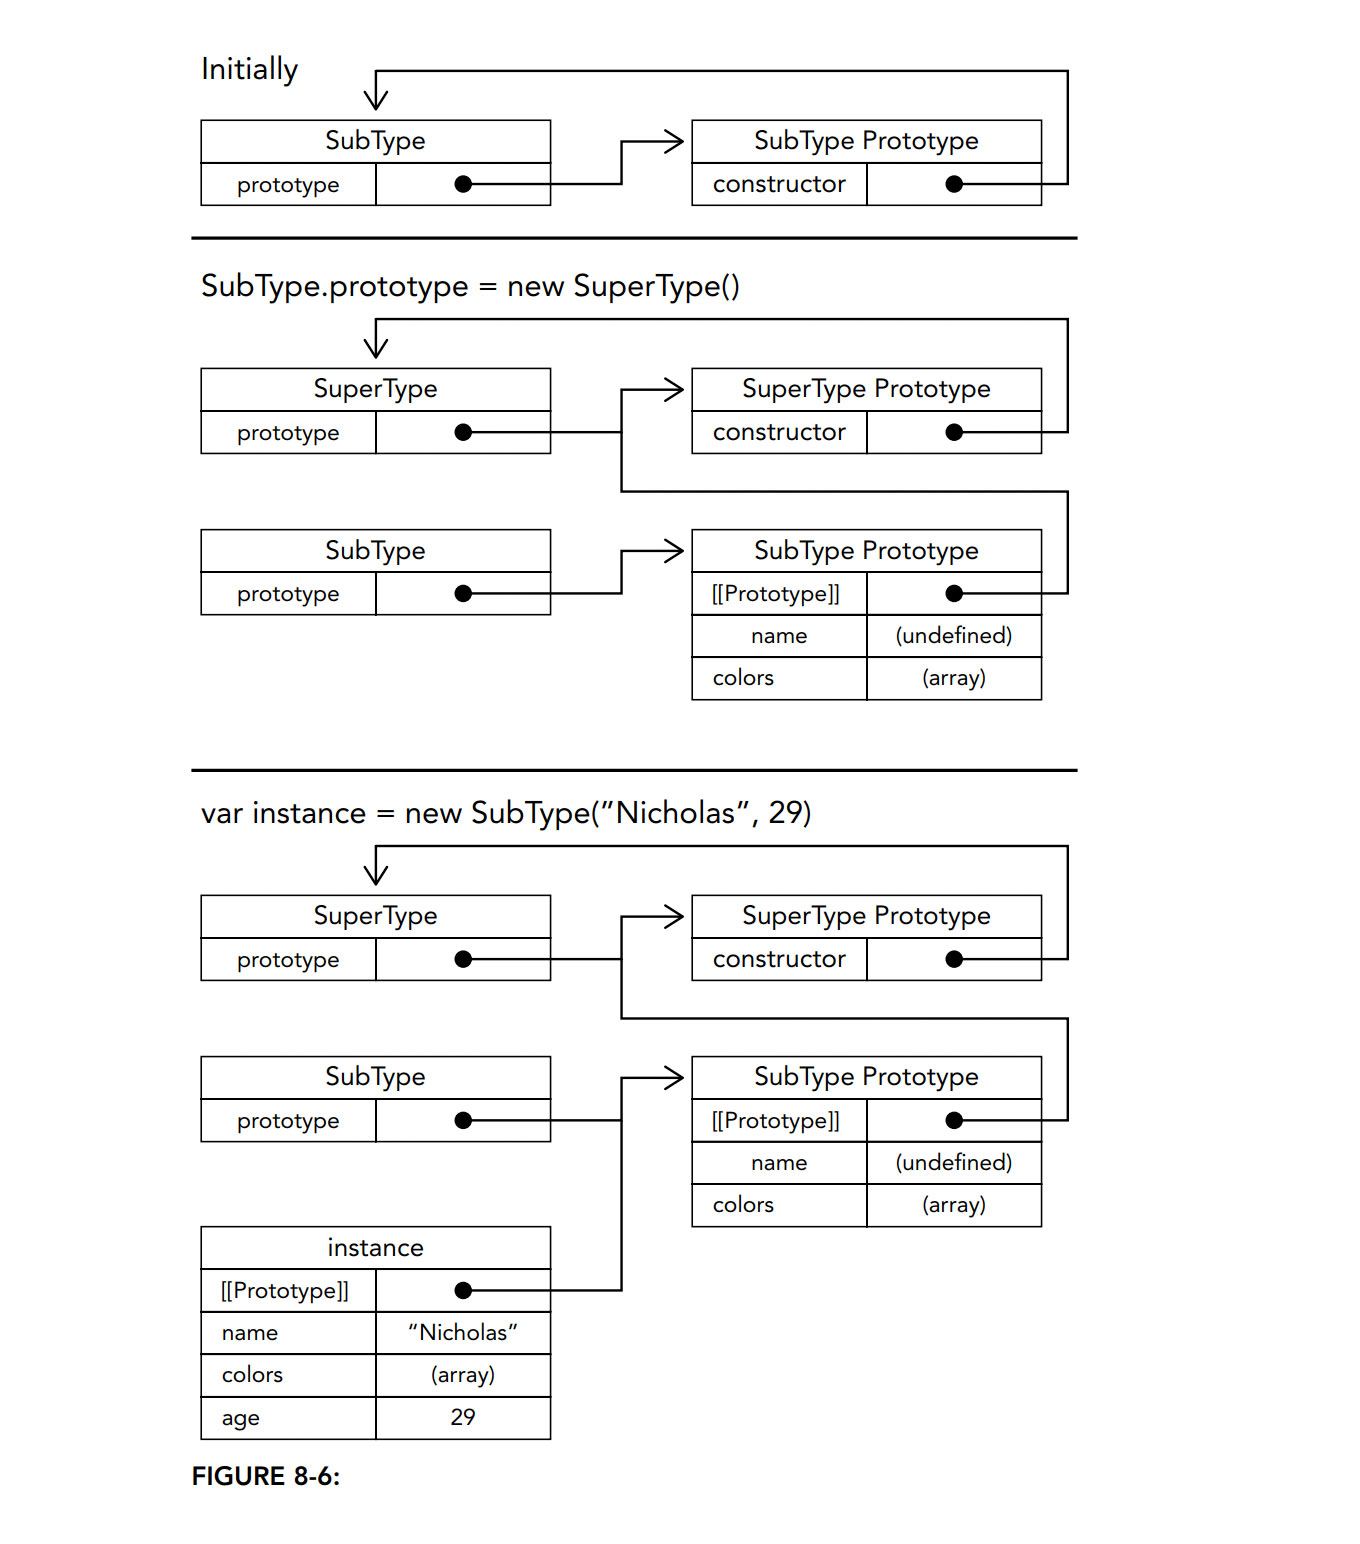 Initially
SubType
SubType Prototype
prototype
constructor
SubType.prototype = new SuperType()
SuperType
SuperType Prototype
prototype
constructor
SubType
SubType Prototype
prototype
[[Prototype]]
name
(undefined)
colors
(array)
var instance = new SubType(”Nicholas”, 29)
SuperType
SuperType Prototype
prototype
constructor
SubType
SubType Prototype
prototype
[[Prototype]]
name
(undefined)
colors
(array)
instance
[[Prototype]]
name
“Nicholas”
colors
(array)
age
29
FIGURE 8-6: